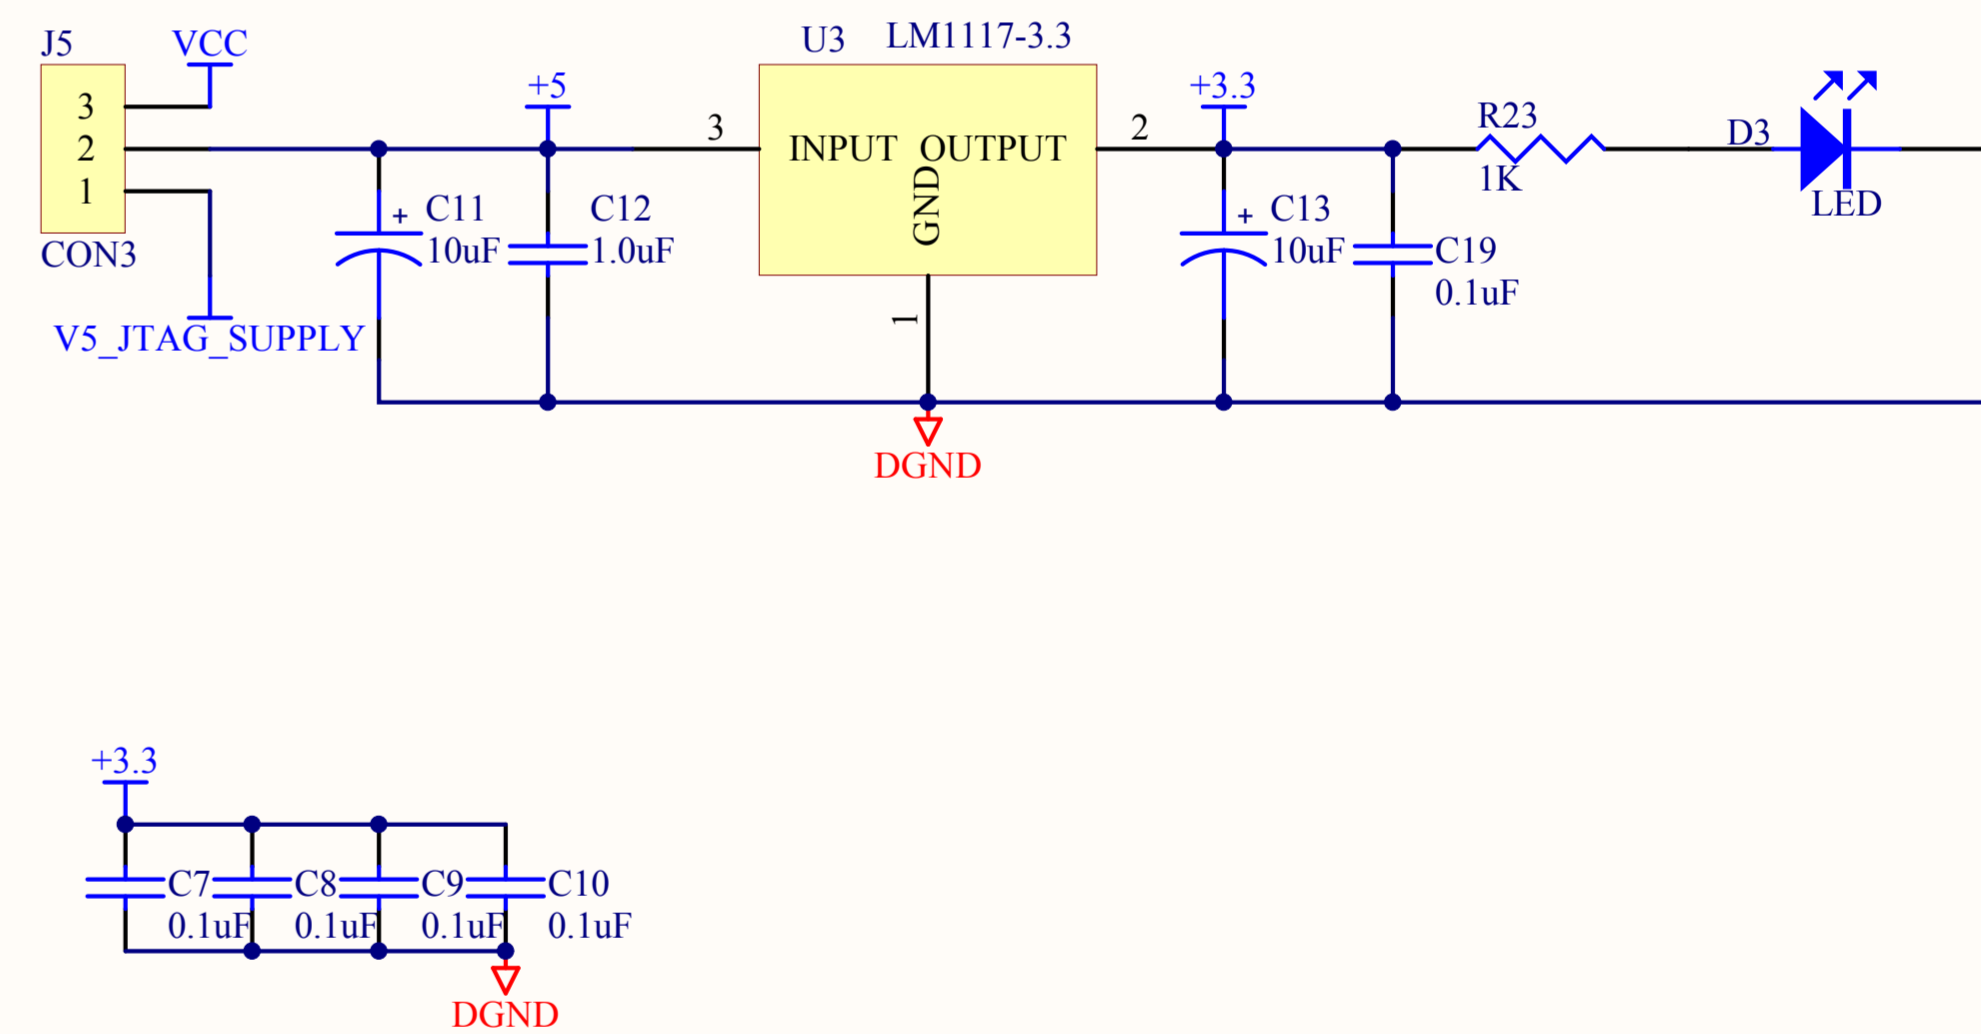 J5
VCC
3
2
1
CON3
V5_JTAG_SUPPLY
+5
+ C11
10uF
C12
1.0uF
U3 LM1117-3.3
3
INPUT OUTPUT
GND
2
1
DGND
+3.3
+ C13
10uF
C19
0.1uF
R23
1K
D3
LED
+3.3
C7 C8 C9 C10
0.1uF 0.1uF 0.1uF 0.1uF
DGND